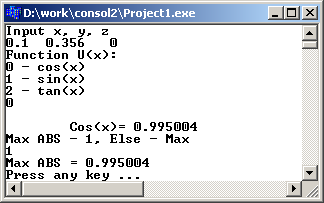 D:\work\consol2\Project1.exe
Input x, y, z
0.1 0.356 0
Function U(x):
0 - cos(x)
1 - sin(x)
2 - tan(x)
0
Cos(x)= 0.995004
Max ABS - 1, Else - Max
1
Max ABS = 0.995004
Press any key ...